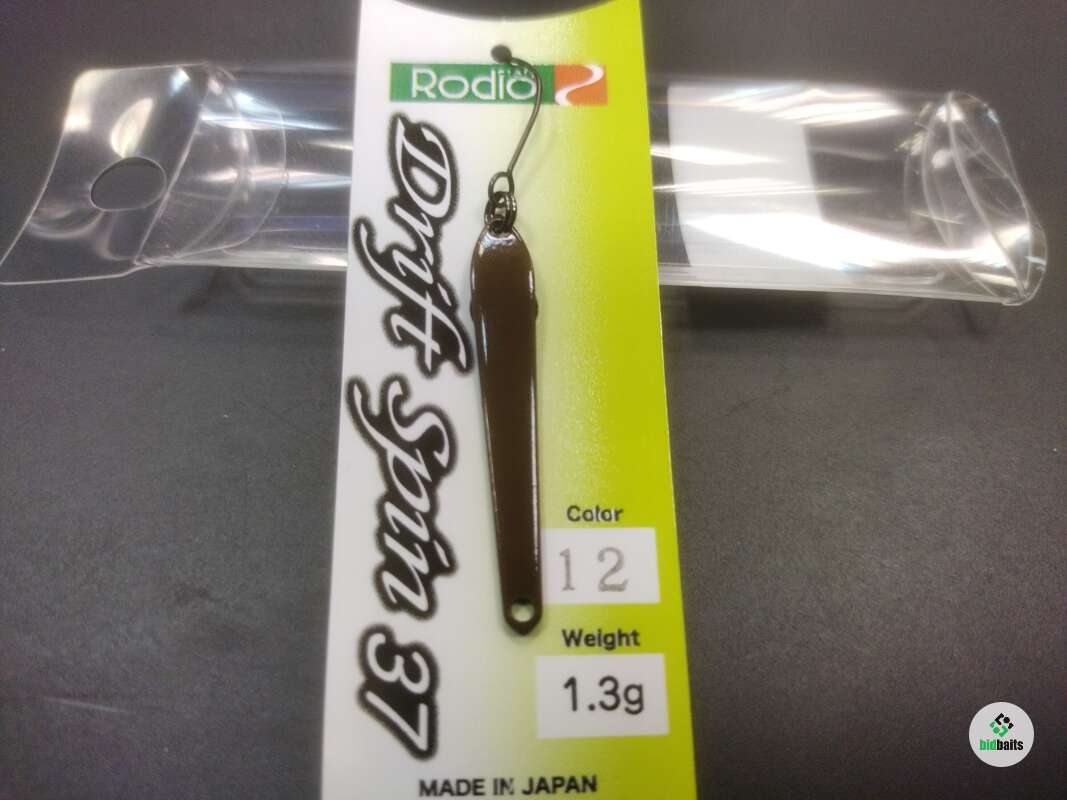 Rodio
Drift Spin 37
Color
12
Weight
1.3g
MADE IN JAPAN
bidbaits